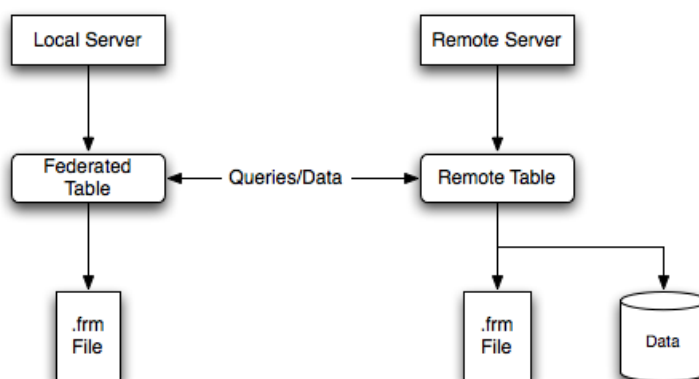 Local Server
Remote Server
Federated
Table
Queries/Data
Remote Table
.frm
File
.frm
File
Data